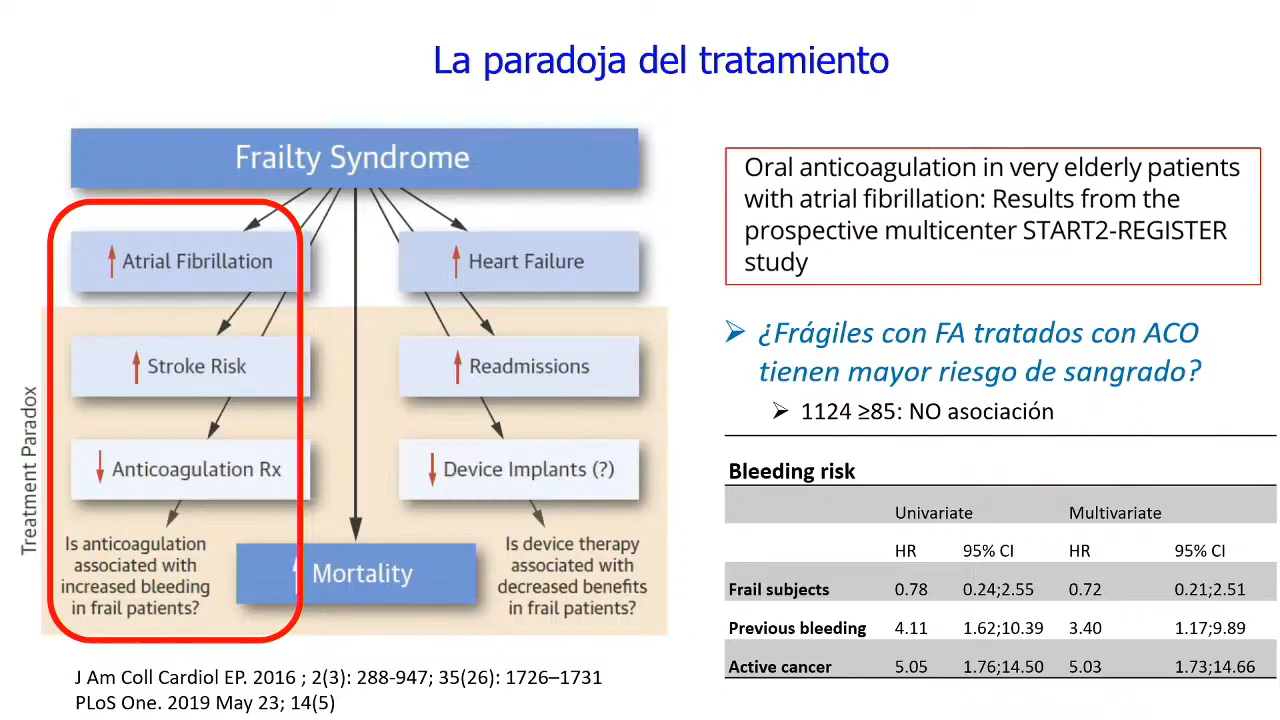 La paradoja del tratamiento
Frailty Syndrome
↑ Atrial Fibrillation
↑ Heart Failure
↑ Stroke Risk
↑ Readmissions
↓ Anticoagulation Rx
↓ Device Implants (?)
Treatment Paradox
Is anticoagulation
associated with
increased bleeding
in frail patients?
↑ Mortality
Is device therapy
associated with
decreased benefits
in frail patients?
J Am Coll Cardiol EP. 2016 ; 2(3): 288-947; 35(26): 1726–1731
PLoS One. 2019 May 23; 14(5)
Oral anticoagulation in very elderly patients
with atrial fibrillation: Results from the
prospective multicenter START2-REGISTER
study
➢ ¿Frágiles con FA tratados con ACO
tienen mayor riesgo de sangrado?
➢ 1124 ≥85: NO asociación
Bleeding risk
Univariate Multivariate
HR 95% CI HR 95% CI
Frail subjects 0.78 0.24;2.55 0.72 0.21;2.51
Previous bleeding 4.11 1.62;10.39 3.40 1.17;9.89
Active cancer 5.05 1.76;14.50 5.03 1.73;14.66